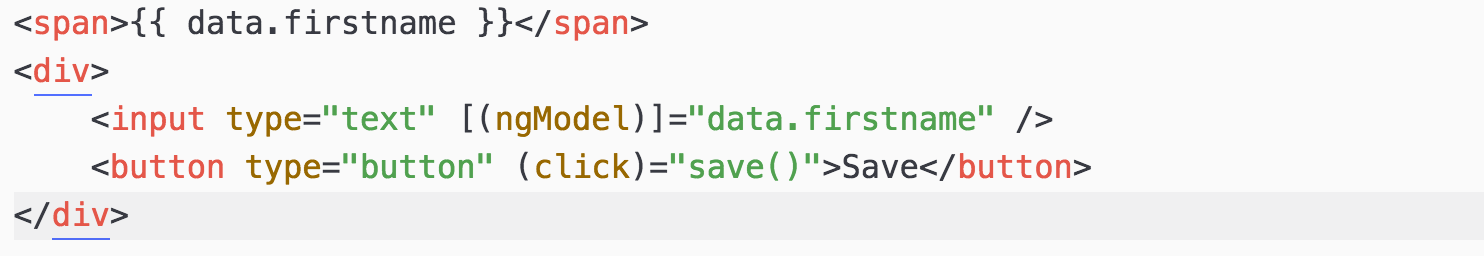 <span>{{ data.firstname }}</span>
<div>
    <input type="text" [(ngModel)]="data.firstname" />
    <button type="button" (click)="save()">Save</button>
</div>